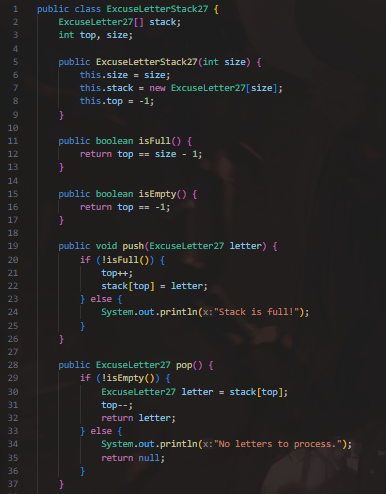 1 public class ExcuseLetterStack27 {
2 ExcuseLetter27[] stack;
3 int top, size;
4
5 public ExcuseLetterStack27(int size) {
6 this.size = size;
7 this.stack = new ExcuseLetter27[size];
8 this.top = -1;
9 }
10
11 public boolean isFull() {
12 return top == size - 1;
13 }
14
15 public boolean isEmpty() {
16 return top == -1;
17 }
18
19 public void push(ExcuseLetter27 letter) {
20 if (!isFull()) {
21 top++;
22 stack[top] = letter;
23 } else {
24 System.out.println(x:"Stack is full!");
25 }
26 }
27
28 public ExcuseLetter27 pop() {
29 if (!isEmpty()) {
30 ExcuseLetter27 letter = stack[top];
31 top--;
32 return letter;
33 } else {
34 System.out.println(x:"No letters to process.");
35 return null;
36 }
37 }